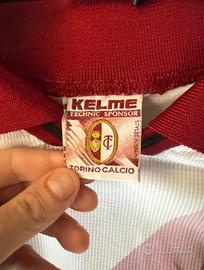 KELME
TECHNIC SPONSOR
TORINO CALCIO